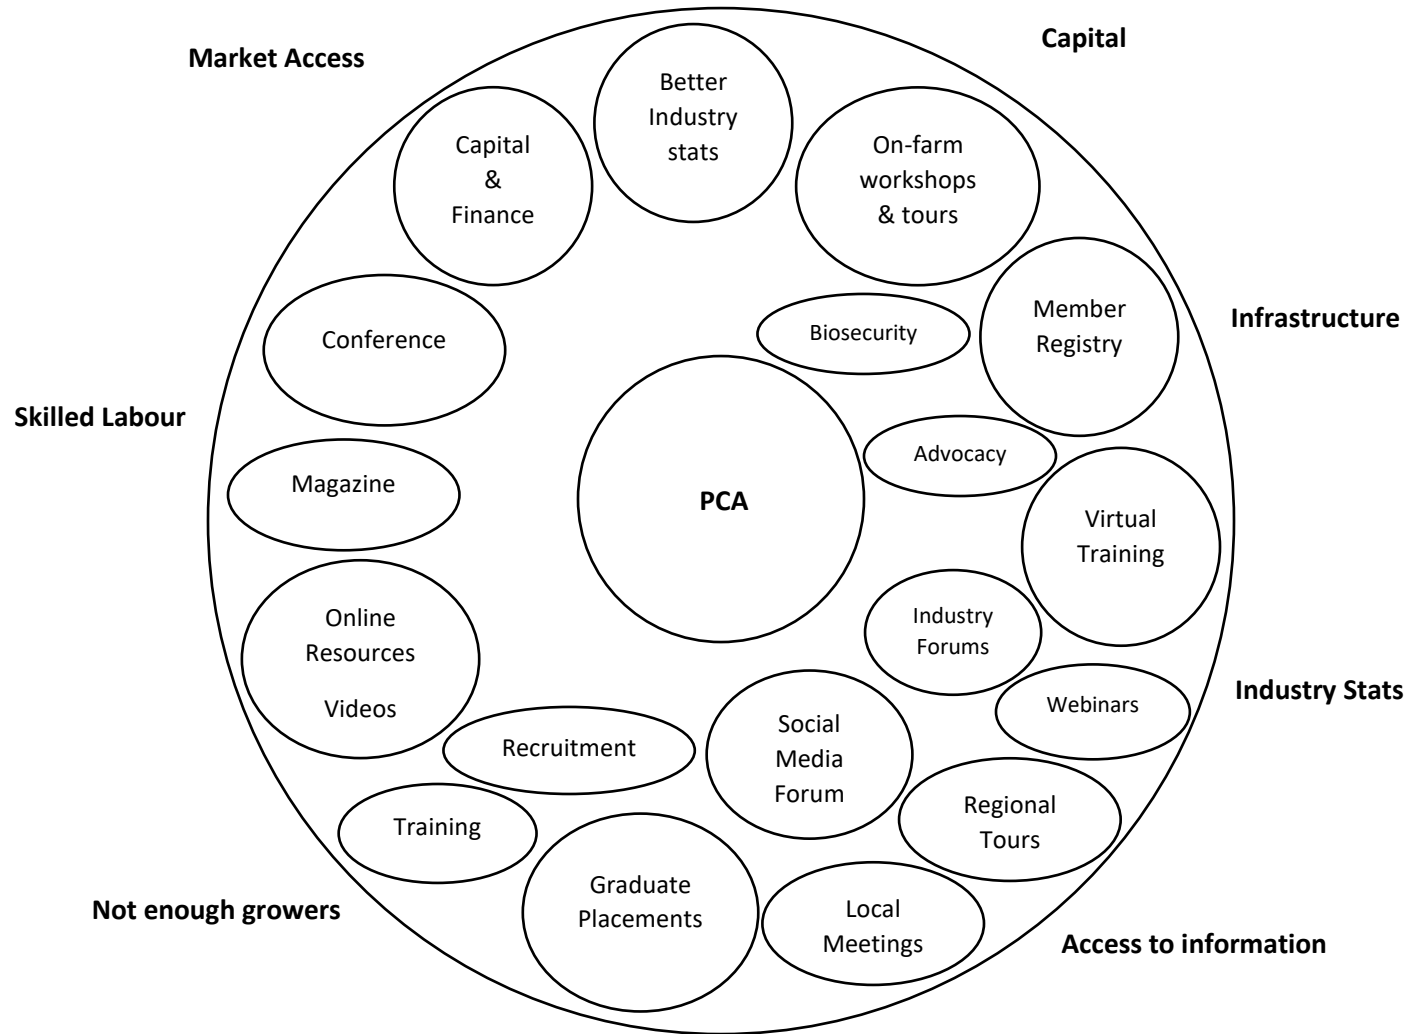 Market Access
Capital
Better
Industry
stats
Capital
&
Finance
On-farm
workshops
& tours
Conference
Biosecurity
Member
Registry
Infrastructure
Skilled Labour
Magazine
PCA
Advocacy
Virtual
Training
Online
Resources
Videos
Industry
Forums
Industry Stats
Webinars
Recruitment
Social
Media
Forum
Regional
Tours
Training
Not enough growers
Graduate
Placements
Local
Meetings
Access to information